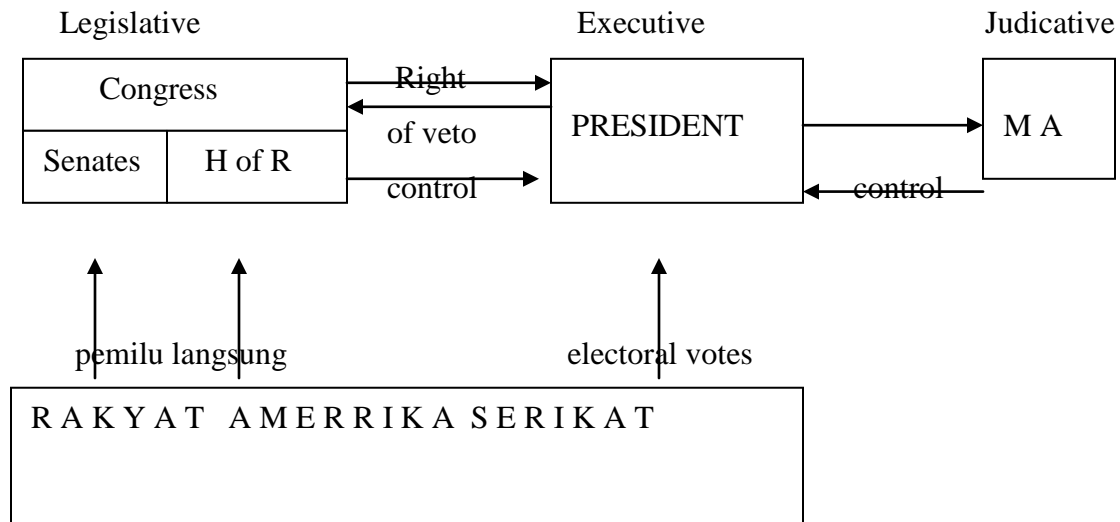 Legislative Executive Judicative
Congress
Right
of veto
control
Senates H of R
PRESIDENT
M A
control
pemilu langsung electoral votes
R A K Y A T A M E R R I K A S E R I K A T